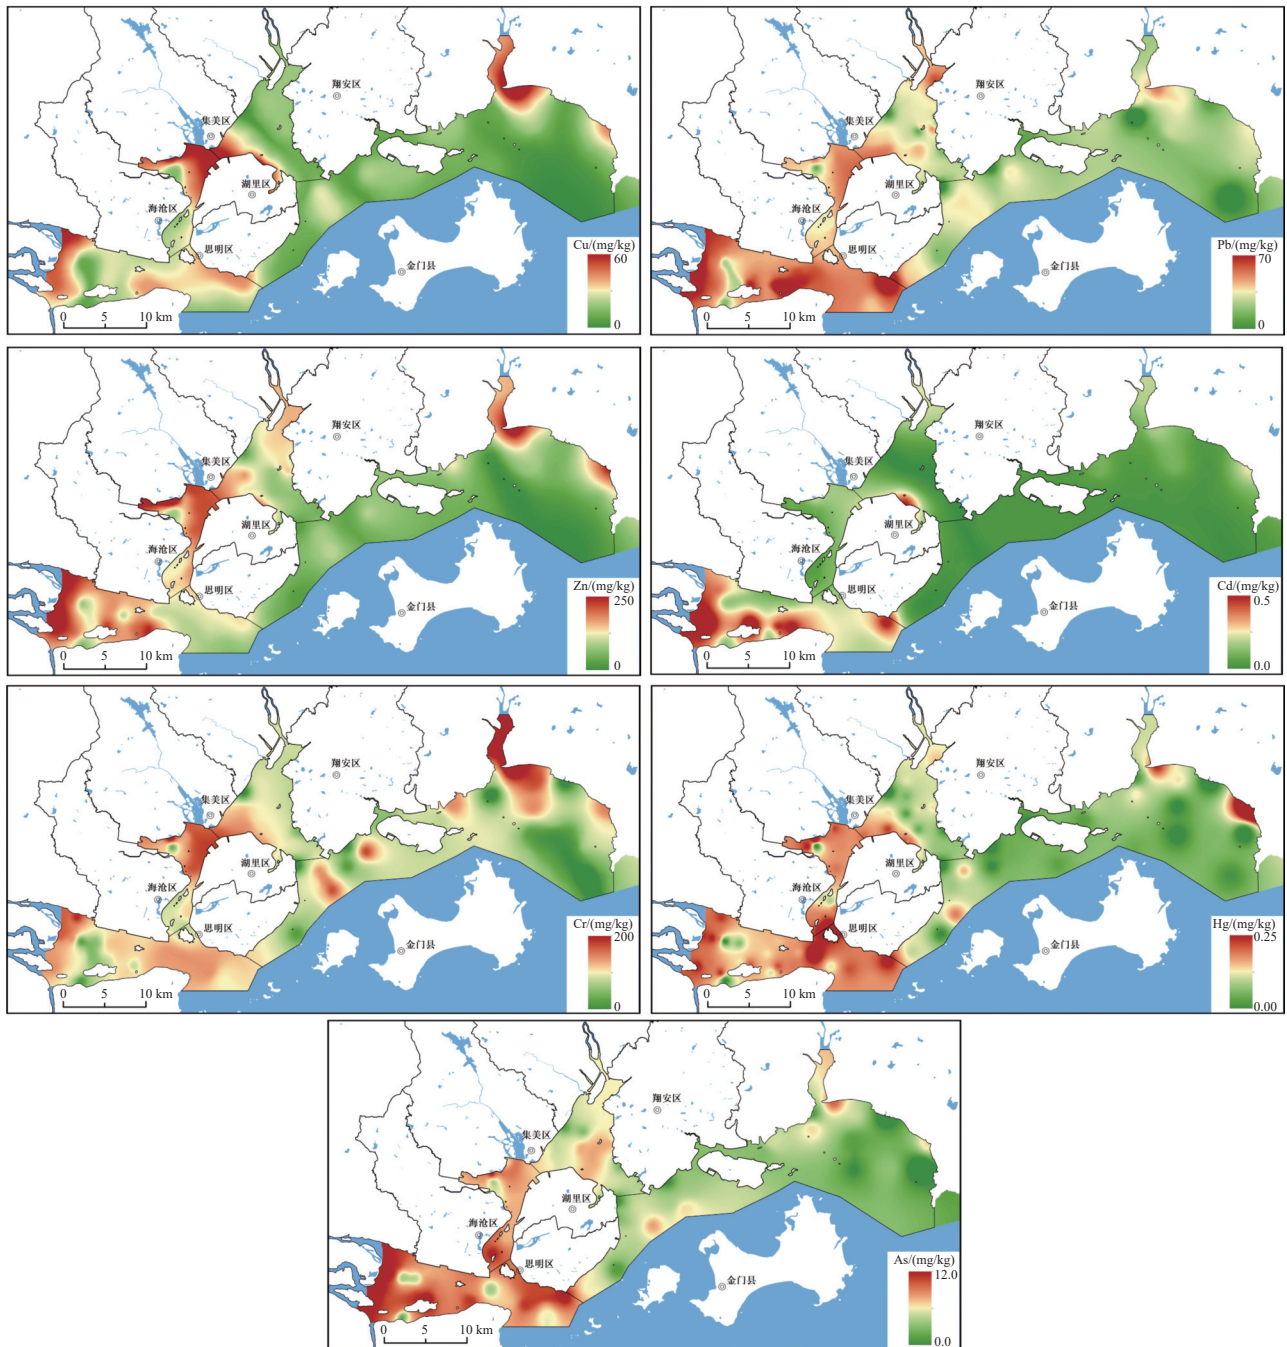 翔安区
集美区
湖里区
海沧区
思明区
金门县
Cu/(mg/kg)
60
0
0 5 10 km
翔安区
集美区
湖里区
海沧区
思明区
金门县
Pb/(mg/kg)
70
0
0 5 10 km
翔安区
集美区
湖里区
海沧区
思明区
金门县
Zn/(mg/kg)
250
0
0 5 10 km
翔安区
集美区
湖里区
海沧区
思明区
金门县
Cd/(mg/kg)
0.5
0.0
0 5 10 km
翔安区
集美区
湖里区
海沧区
思明区
金门县
Cr/(mg/kg)
200
0
0 5 10 km
翔安区
集美区
湖里区
海沧区
思明区
金门县
Hg/(mg/kg)
0.25
0.00
0 5 10 km
翔安区
集美区
湖里区
海沧区
思明区
金门县
As/(mg/kg)
12.0
0.0
0 5 10 km